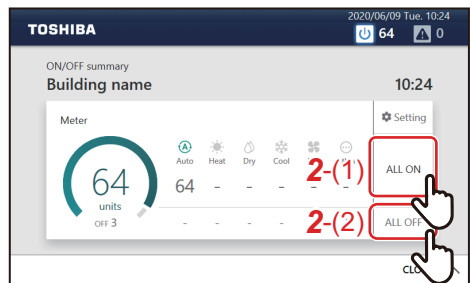 2020/06/09 Tue. 10:24
TOSHIBA 64 0
ON/OFF summary
Building name 10:24
Meter Setting
Auto Heat Dry Cool
64 - - - - -
64
units
OFF 3
- - - -
2-(1) ALL ON
2-(2) ALL OFF